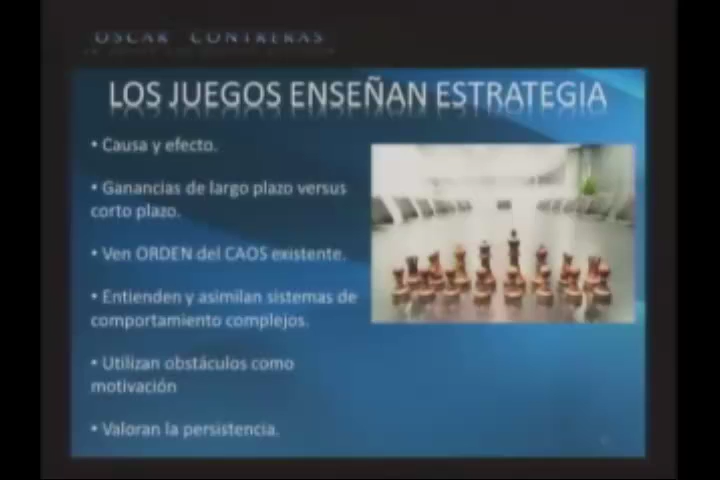 OSCAR CONTRERAS
LOS JUEGOS ENSEÑAN ESTRATEGIA
• Causa y efecto.
• Ganancias de largo plazo versus
corto plazo.
• Ven ORDEN del CAOS existente.
• Entienden y asimilan sistemas de
comportamiento complejos.
• Utilizan obstáculos como
motivación
• Valoran la persistencia.